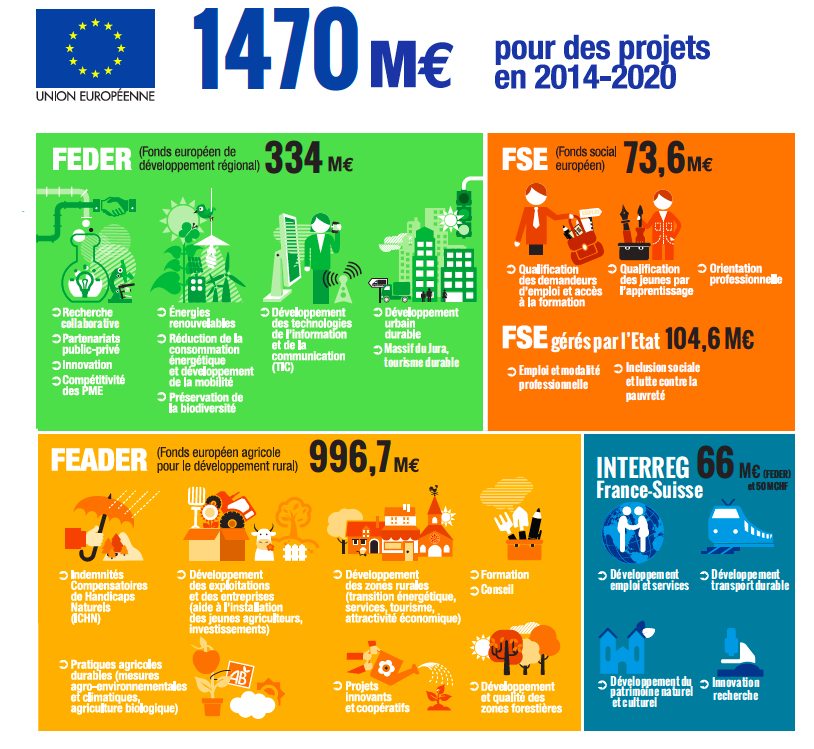 UNION EUROPÉENNE
1470 M€
pour des projets
en 2014-2020
FEDER (Fonds européen de
développement régional) 334 M€
Recherche
collaborative
Partenariats
public-privé
Innovation
Compétitivité
des PME
Énergies
renouvelables
Réduction de la
consommation
énergétique
et développement
de la mobilité
Préservation de
la biodiversité
Développement
des technologies
de l'information
et de la
communication
(TIC)
Développement
urbain
durable
Massif du Jura,
tourisme durable
FSE (Fonds social
européen) 73,6 M€
Qualification
des demandeurs
d'emploi et accès
à la formation
Qualification
des jeunes par
l'apprentissage
Orientation
professionnelle
FSE gérés par l'Etat 104,6 M€
Emploi et modalité
professionnelle
Inclusion sociale
et lutte contre la
pauvreté
FEADER (Fonds européen agricole
pour le développement rural) 996,7 M€
Indemnités
Compensatoires
de Handicaps
Naturels
(ICHN)
Développement
des exploitations
et des entreprises
(aide à l'installation
des jeunes agriculteurs,
investissements)
Développement
des zones rurales
(transition énergétique,
services, tourisme,
attractivité économique)
Formation
Conseil
Pratiques agricoles
durables (mesures
agro-environnementales
et climatiques,
agriculture biologique)
AB
Projets
innovants
et coopératifs
Développement
et qualité des
zones forestières
INTERREG 66 M€ (FEDER)
France-Suisse et 50 MCHF
Développement
emploi et services
Développement
transport durable
Développement du
patrimoine naturel
et culturel
Innovation
recherche